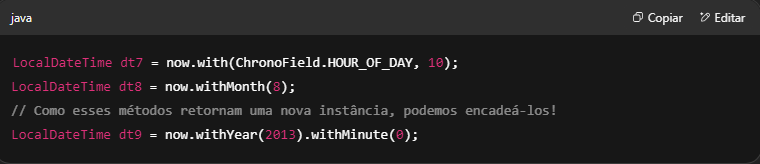 java
Copiar
Editar
LocalDateTime dt7 = now.with(ChronoField.HOUR_OF_DAY, 10);
LocalDateTime dt8 = now.withMonth(8);
// Como esses métodos retornam uma nova instância, podemos encadeá-los!
LocalDateTime dt9 = now.withYear(2013).withMinute(0);